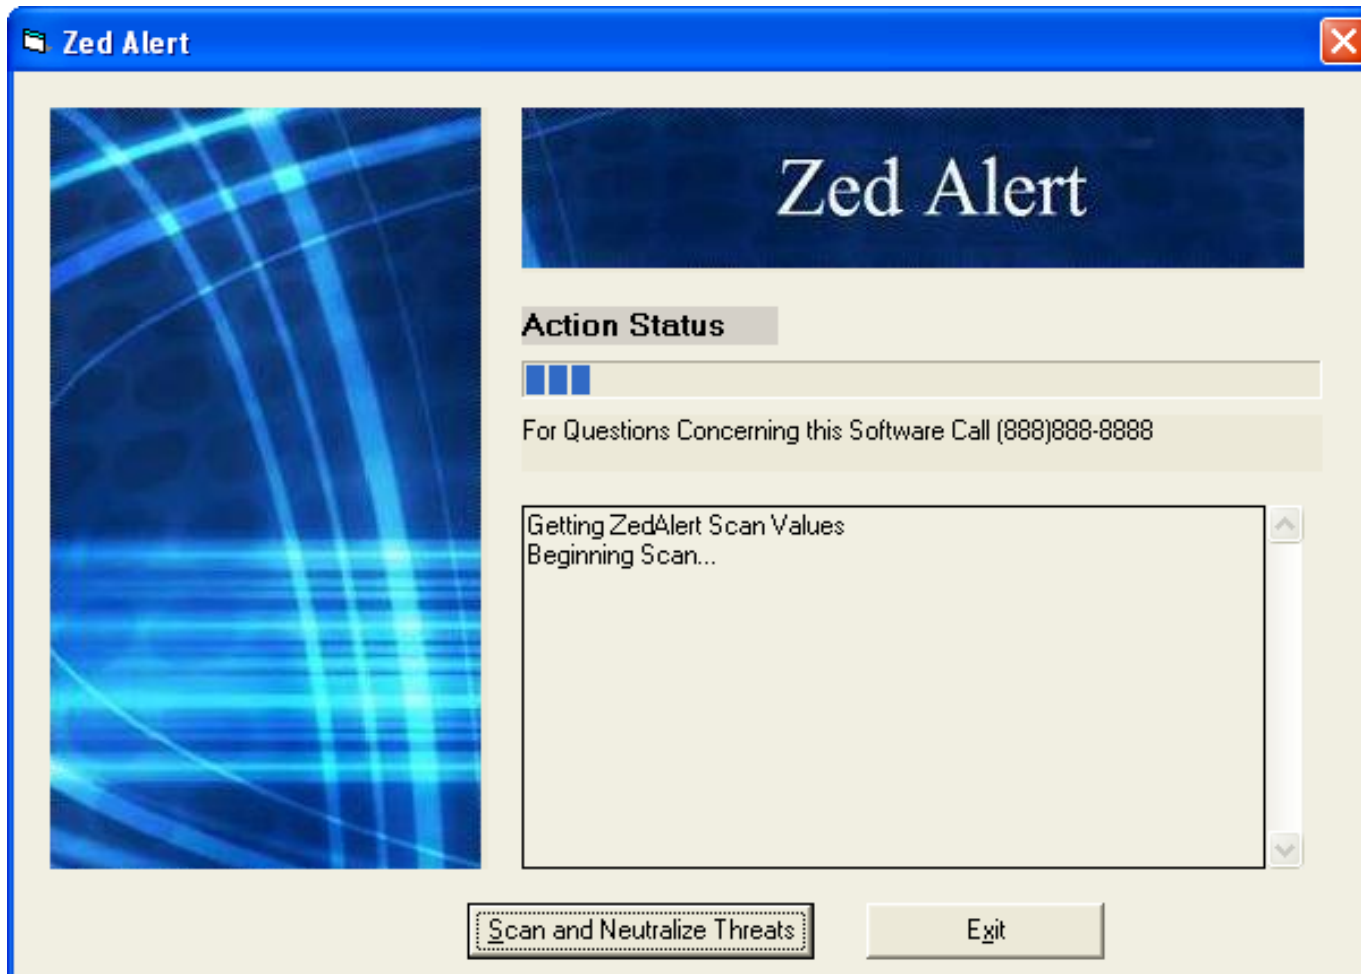 Zed Alert
Zed Alert
Action Status
For Questions Concerning this Software Call (888)888-8888
Getting ZedAlert Scan Values
Beginning Scan...
Scan and Neutralize Threats
Exit